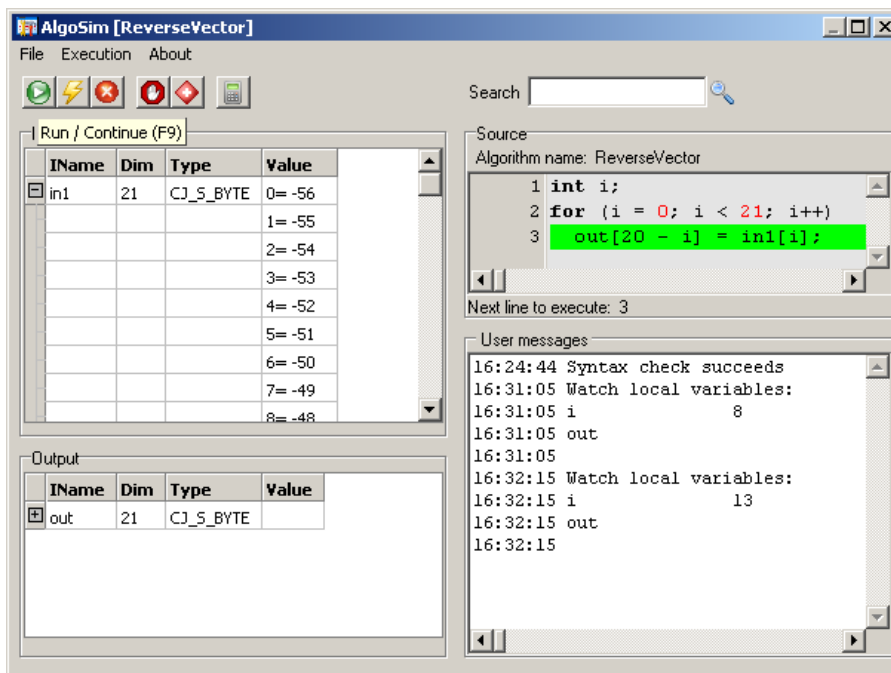 AlgoSim [ReverseVector]
File Execution About
Search
Run / Continue (F9)
IName Dim Type Value
in1 21 CJ_S_BYTE 0= -56
1= -55
2= -54
3= -53
4= -52
5= -51
6= -50
7= -49
8= -48
Output
IName Dim Type Value
out 21 CJ_S_BYTE
Source
Algorithm name: ReverseVector
1 int i;
2 for (i = 0; i < 21; i++)
3 out[20 - i] = in1[i];
Next line to execute: 3
User messages
16:24:44 Syntax check succeeds
16:31:05 Watch local variables:
16:31:05 i 8
16:31:05 out
16:31:05
16:32:15 Watch local variables:
16:32:15 i 13
16:32:15 out
16:32:15